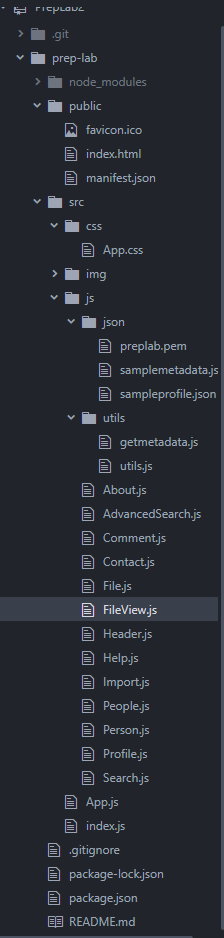 PrepLab2
.git
prep-lab
node_modules
public
favicon.ico
index.html
manifest.json
src
css
App.css
img
js
json
preplab.pem
samplemetadata.js
sampleprofile.json
utils
getmetadata.js
utils.js
About.js
AdvancedSearch.js
Comment.js
Contact.js
File.js
FileView.js
Header.js
Help.js
Import.js
People.js
Person.js
Profile.js
Search.js
App.js
index.js
.gitignore
package-lock.json
package.json
README.md